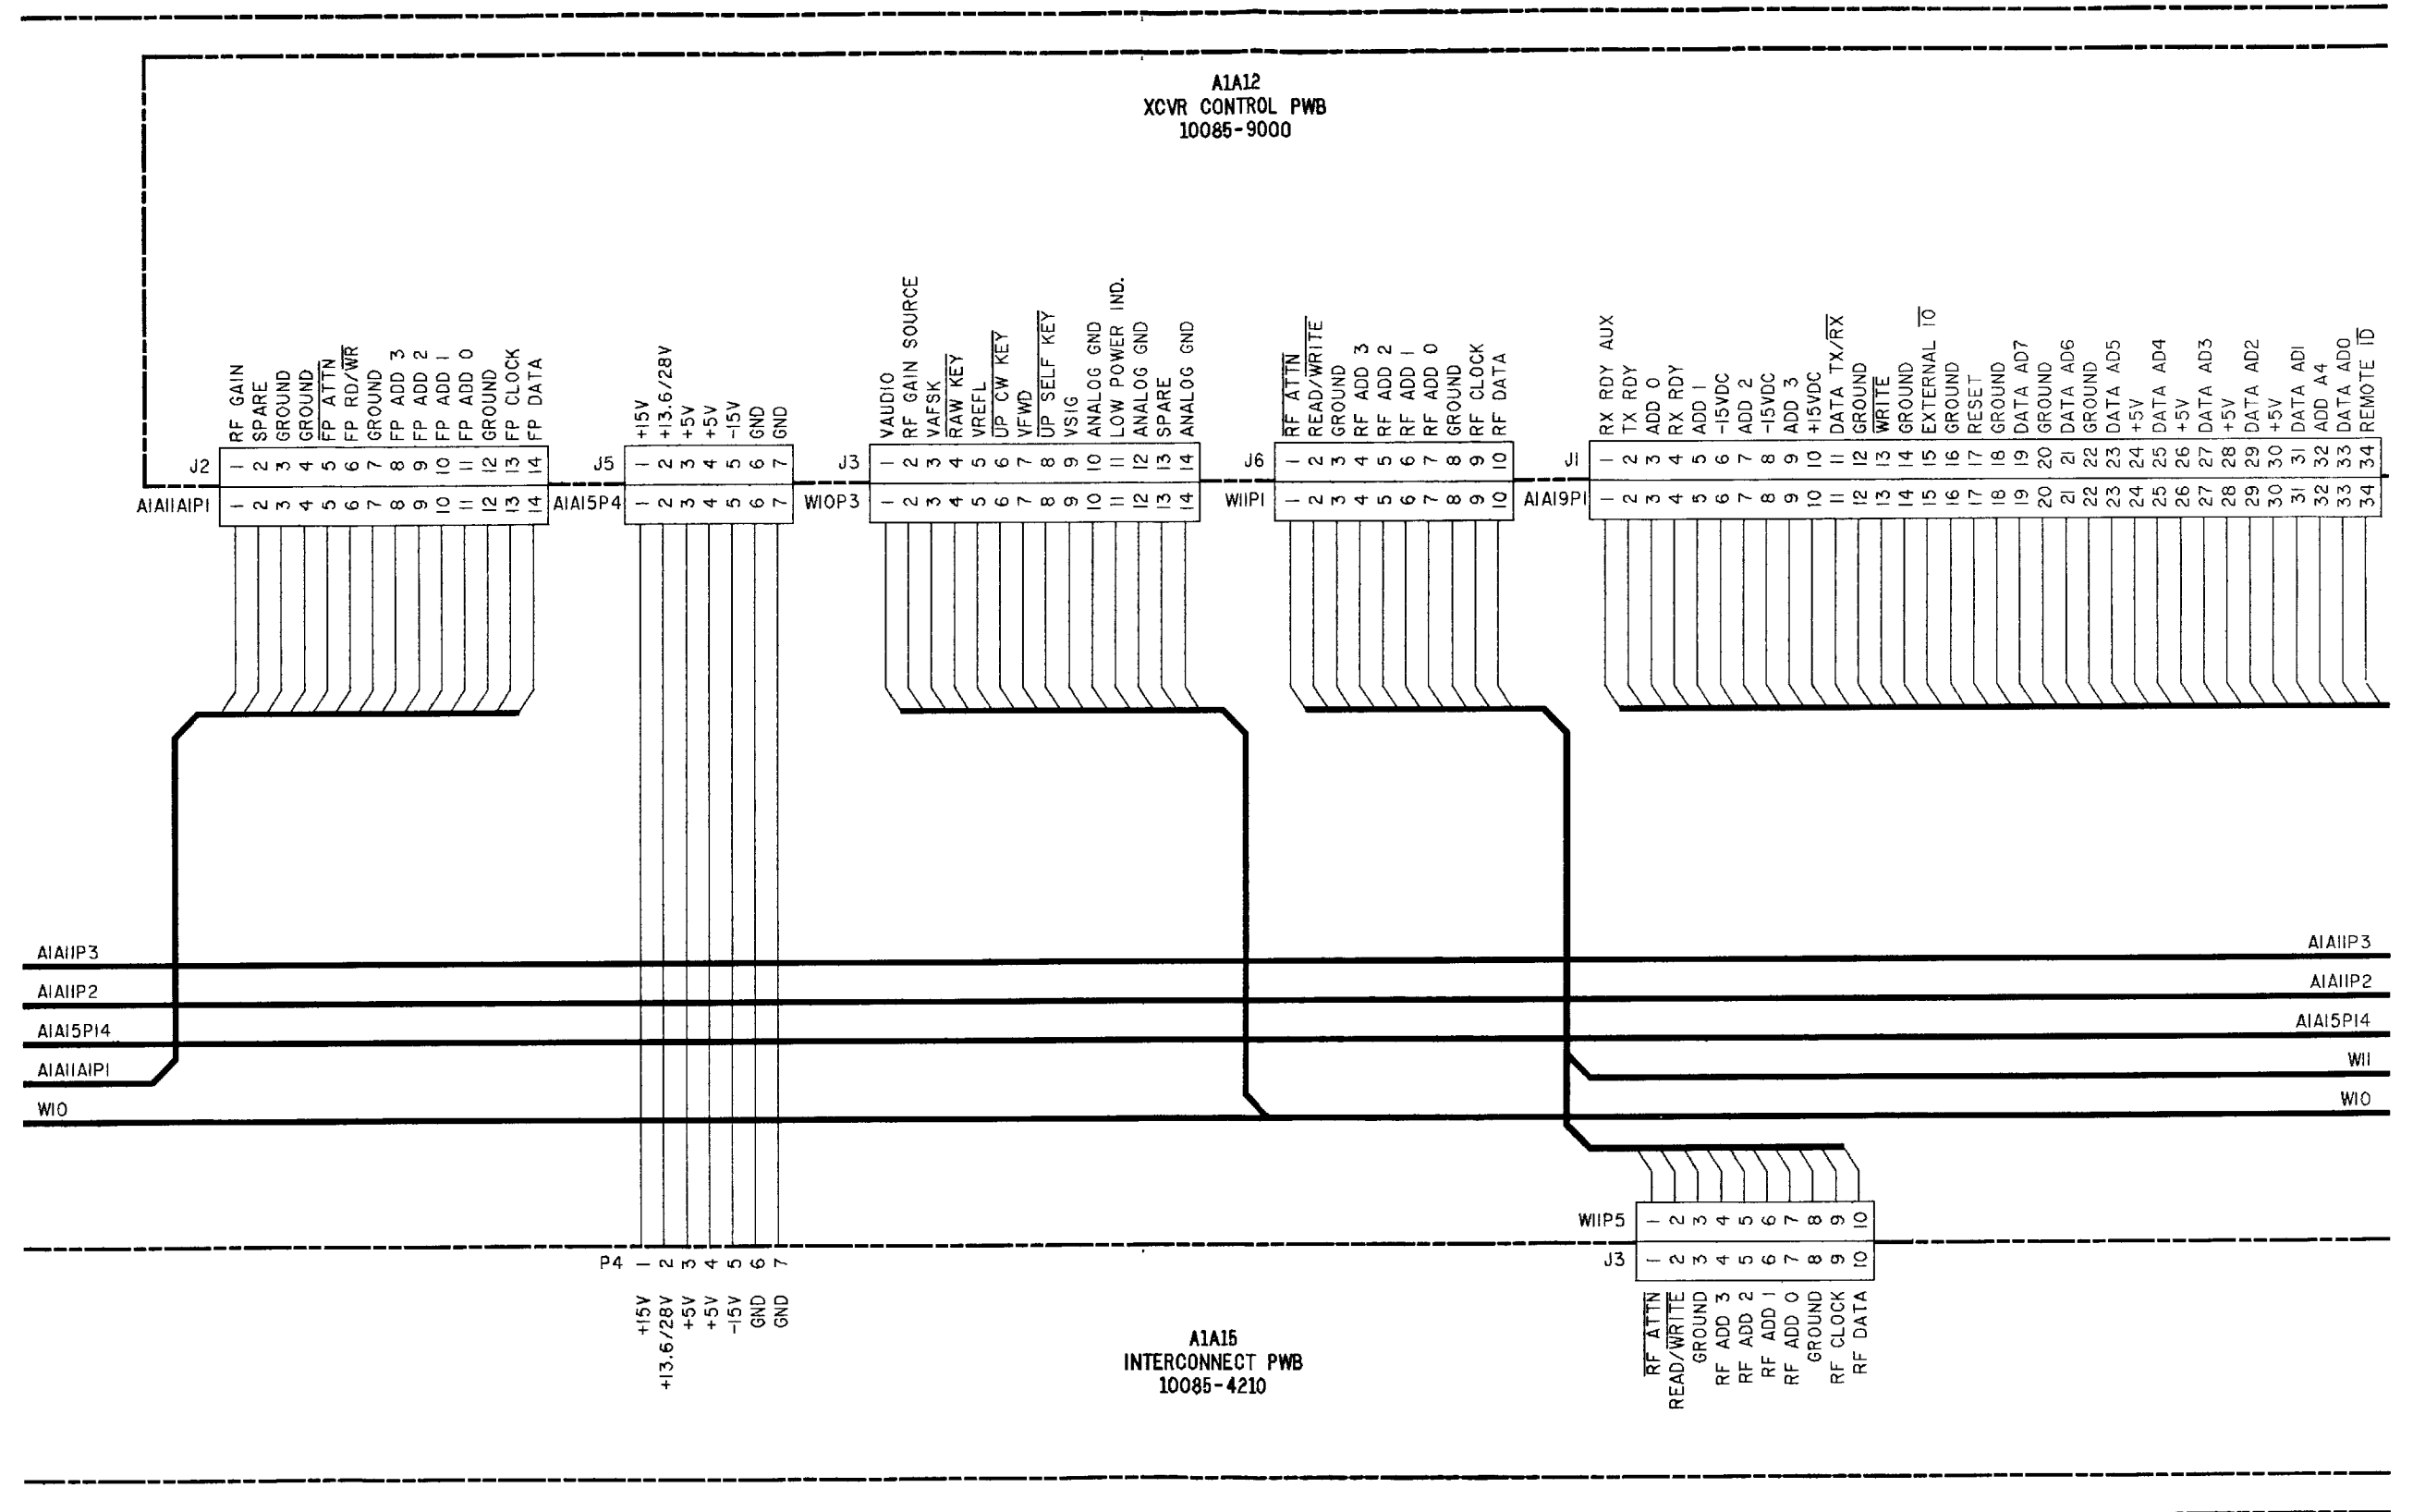 A1A12
XCVR CONTROL PWB
10085-9000
RF GAIN
SPARE
GROUND
GROUND
FP ATTN
FP RD/WR
GROUND
FP ADD 3
FP ADD 2
FP ADD 1
FP ADD 0
GROUND
FP CLOCK
FP DATA
J2
1 2 3 4 5 6 7 8 9 10 11 12 13 14
A1A11A1P1
1 2 3 4 5 6 7 8 9 10 11 12 13 14
+15V
+13.6/28V
+5V
+5V
-15V
GND
GND
J5
1 2 3 4 5 6 7
A1A15P4
1 2 3 4 5 6 7
VAUDIO
RF GAIN SOURCE
VAFSK
RAW KEY
VREFL
UP CW KEY
VFWD
UP SELF KEY
VSIG
ANALOG GND
LOW POWER IND.
ANALOG GND
SPARE
ANALOG GND
J3
1 2 3 4 5 6 7 8 9 10 11 12 13 14
W10P3
1 2 3 4 5 6 7 8 9 10 11 12 13 14
RF ATTN
READ/WRITE
GROUND
RF ADD 3
RF ADD 2
RF ADD 1
RF ADD 0
GROUND
RF CLOCK
RF DATA
J6
1 2 3 4 5 6 7 8 9 10
W11P1
1 2 3 4 5 6 7 8 9 10
RX RDY AUX
TX RDY
ADD 0
RX RDY
ADD 1
-15VDC
ADD 2
-15VDC
ADD 3
+15VDC
DATA TX/RX
GROUND
WRITE
GROUND
EXTERNAL IO
GROUND
RESET
GROUND
DATA AD7
GROUND
DATA AD6
GROUND
DATA AD5
+5V
DATA AD4
+5V
DATA AD3
+5V
DATA AD2
+5V
DATA AD1
ADD A4
DATA AD0
REMOTE ID
J1
1 2 3 4 5 6 7 8 9 10 11 12 13 14 15 16 17 18 19 20 21 22 23 24 25 26 27 28 29 30 31 32 33 34
A1A19P1
1 2 3 4 5 6 7 8 9 10 11 12 13 14 15 16 17 18 19 20 21 22 23 24 25 26 27 28 29 30 31 32 33 34
A1A11P3
A1A11P2
A1A15P14
A1A11A1P1
W10
A1A11P3
A1A11P2
A1A15P14
W11
W10
W11P5
1 2 3 4 5 6 7 8 9 10
J3
1 2 3 4 5 6 7 8 9 10
RF ATTN
READ/WRITE
GROUND
RF ADD 3
RF ADD 2
RF ADD 1
RF ADD 0
GROUND
RF CLOCK
RF DATA
P4
1 2 3 4 5 6 7
+15V
+13.6/28V
+5V
+5V
-15V
GND
GND
A1A15
INTERCONNECT PWB
10085-4210